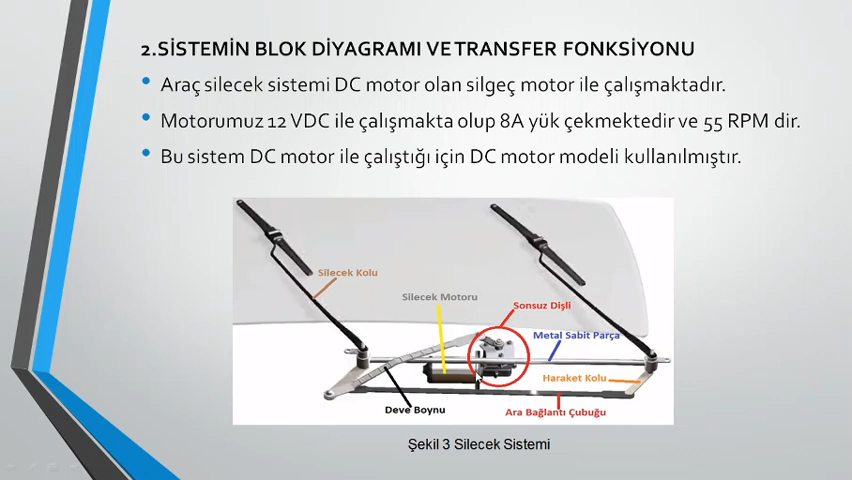 2.SİSTEMİN BLOK DİYAGRAMI VE TRANSFER FONKSİYONU
• Araç silecek sistemi DC motor olan silgeç motor ile çalışmaktadır.
• Motorumuz 12 VDC ile çalışmakta olup 8A yük çekmektedir ve 55 RPM dir.
• Bu sistem DC motor ile çalıştığı için DC motor modeli kullanılmıştır.
Silecek Kolu
Silecek Motoru
Sonsuz Dişli
Metal Sabit Parça
Haraket Kolu
Deve Boynu
Ara Bağlantı Çubuğu
Şekil 3 Silecek Sistemi